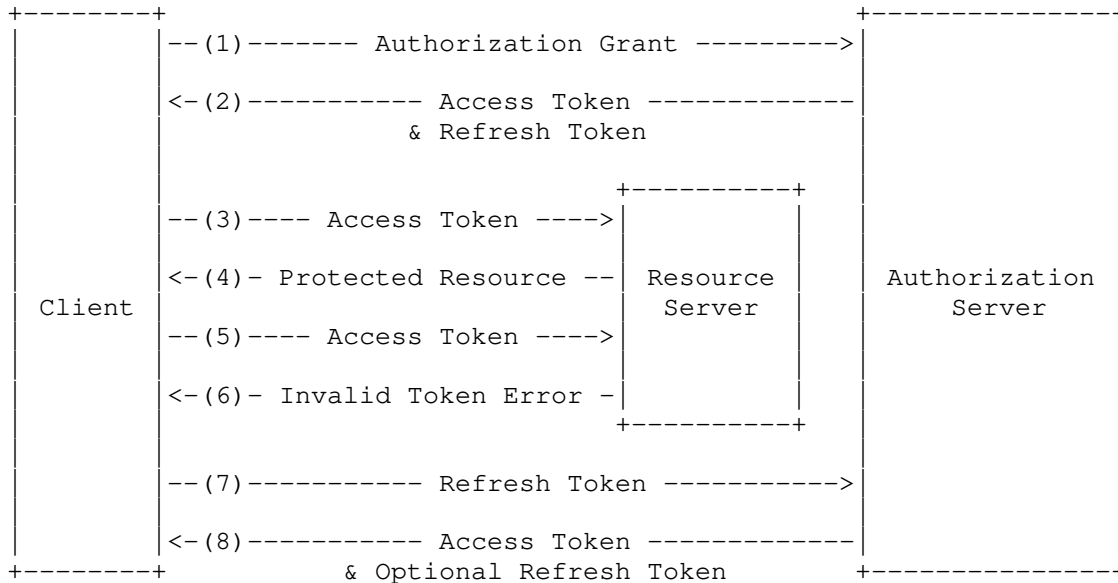 +--------+                                               +---------------
|        |--(1)------- Authorization Grant --------->|               |
|        |                                               |               |
|        |<-(2)----------- Access Token -------------|               |
|        |               & Refresh Token                 |               |
|        |                                               |               |
|        |                            +----------+       |               |
|        |--(3)---- Access Token ---->|          |       |               |
|        |                            |          |       |               |
|        |<-(4)- Protected Resource --| Resource |       | Authorization |
| Client |                            |  Server  |       |     Server    |
|        |--(5)---- Access Token ---->|          |       |               |
|        |                            |          |       |               |
|        |<-(6)- Invalid Token Error -|          |       |               |
|        |                            +----------+       |               |
|        |                                               |               |
|        |--(7)----------- Refresh Token ----------->|               |
|        |                                               |               |
|        |<-(8)----------- Access Token -------------|               |
+--------+           & Optional Refresh Token        +---------------